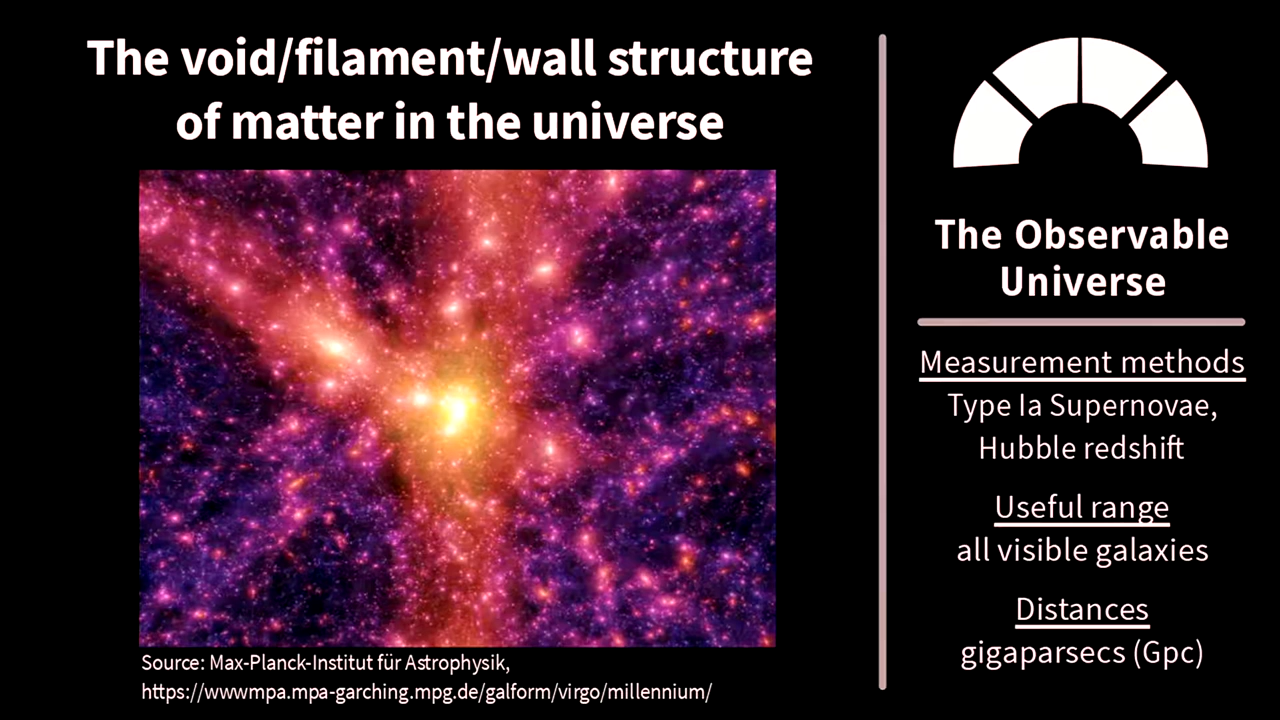 The void/filament/wall structure
of matter in the universe
Source: Max-Planck-Institut für Astrophysik,
https://wwwmpa.mpa-garching.mpg.de/galform/virgo/millennium/
The Observable
Universe
Measurement methods
Type Ia Supernovae,
Hubble redshift
Useful range
all visible galaxies
Distances
gigaparsecs (Gpc)